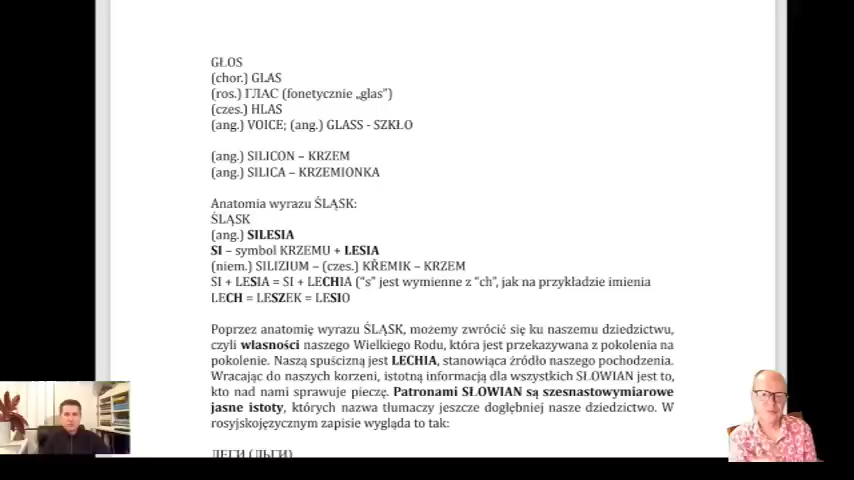 GŁOS
(chor.) GLAS
(ros.) ГЛАС (fonetycznie „glas”)
(czes.) HLAS
(ang.) VOICE; (ang.) GLASS - SZKŁO
(ang.) SILICON – KRZEM
(ang.) SILICA – KRZEMIONKA
Anatomia wyrazu ŚLĄSK:
ŚLĄSK
(ang.) SILESIA
SI – symbol KRZEMU + LESIA
(niem.) SILIZIUM – (czes.) KŘEMIK – KRZEM
SI + LESIA = SI + LECHIA (“s” jest wymienne z “ch”, jak na przykładzie imienia
LECH = LESZEK = LESIO
Poprzez anatomię wyrazu ŚLĄSK, możemy zwrócić się ku naszemu dziedzictwu,
czyli własności naszego Wielkiego Rodu, która jest przekazywana z pokolenia na
pokolenie. Naszą spuścizną jest LECHIA, stanowiąca źródło naszego pochodzenia.
Wracając do naszych korzeni, istotną informacją dla wszystkich SŁOWIAN jest to,
kto nad nami sprawuje pieczę. Patronami SŁOWIAN są szesnastowymiarowe
jasne istoty, których nazwa tłumaczy jeszcze dogłębniej nasze dziedzictwo. W
rosyjskojęzycznym zapisie wygląda to tak:
ЛЕГИ (ЛЬГИ)